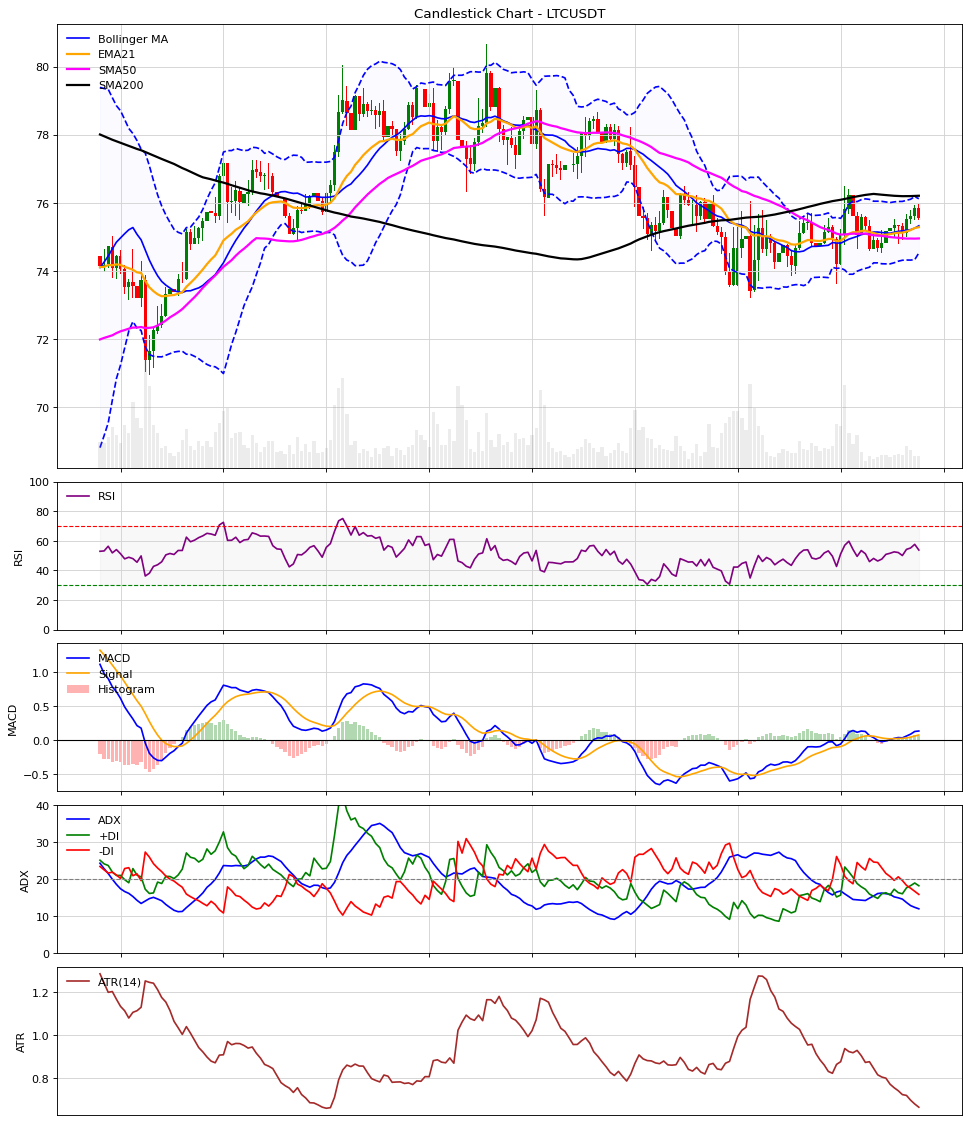 Candlestick Chart - LTCUSDT
Bollinger MA
EMA21
SMA50
SMA200
80
78
76
74
72
70
RSI
100
80
60
40
20
0
RSI
MACD
Signal
Histogram
1.0
0.5
0.0
−0.5
MACD
ADX
+DI
-DI
40
30
20
10
0
ADX
ATR(14)
1.2
1.0
0.8
ATR